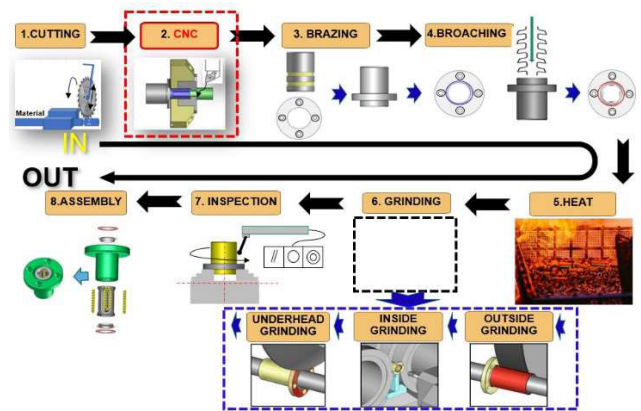 1.CUTTING
2. CNC
3. BRAZING
4.BROACHING
Material
IN
OUT
8.ASSEMBLY
7. INSPECTION
6. GRINDING
5.HEAT
UNDERHEAD
GRINDING
INSIDE
GRINDING
OUTSIDE
GRINDING